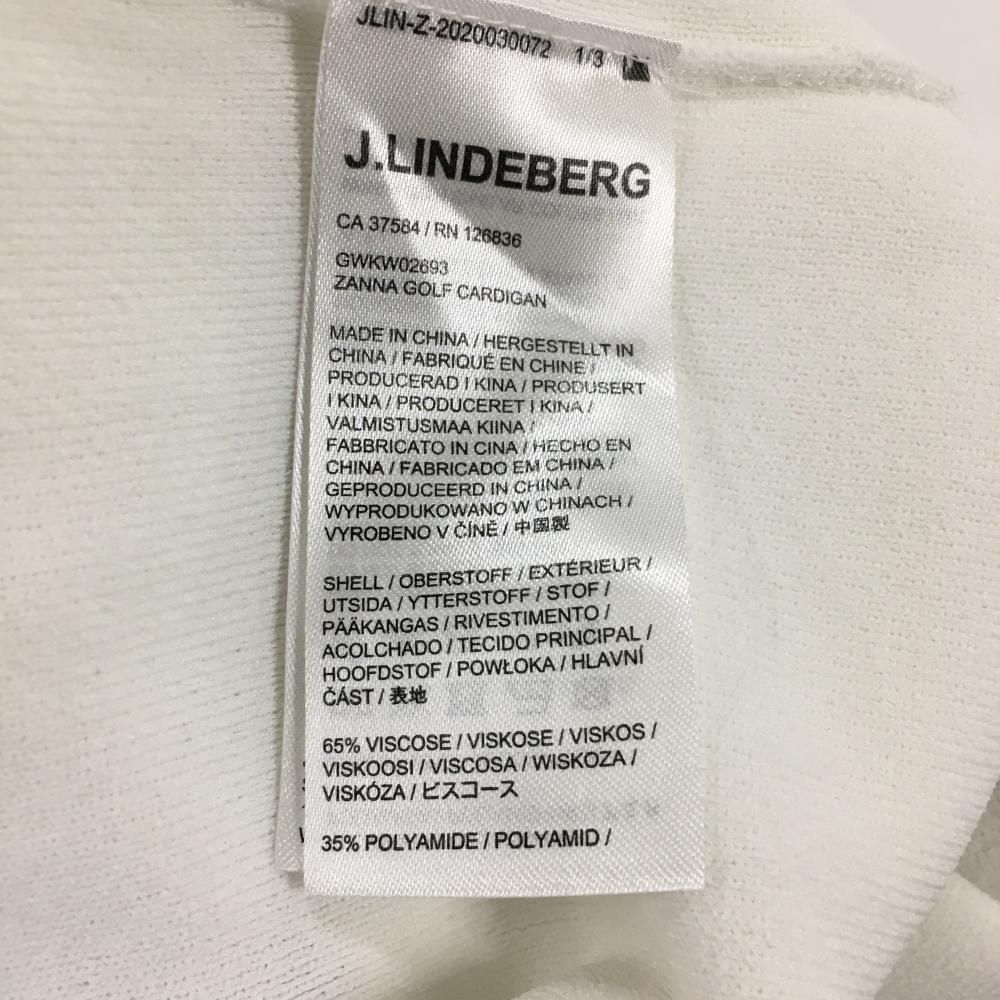 JLIN-Z-2020030072 1/3
J.LINDEBERG
CA 37584 / RN 126836
GWKW02693
ZANNA GOLF CARDIGAN
MADE IN CHINA / HERGESTELLT IN
CHINA / FABRIQUÉ EN CHINE /
PRODUCERAD I KINA / PRODUSERT
I KINA / PRODUCERET I KINA /
VALMISTUSMAA KIINA /
FABBRICATO IN CINA / HECHO EN
CHINA / FABRICADO EM CHINA /
GEPRODUCEERD IN CHINA /
WYPRODUKOWANO W CHINACH /
VYROBENO V ČÍNĚ / 中国製
SHELL / OBERSTOFF / EXTÉRIEUR /
UTSIDA / YTTERSTOFF / STOF /
PÄÄKANGAS / RIVESTIMENTO /
ACOLCHADO / TECIDO PRINCIPAL /
HOOFDSTOF / POWŁOKA / HLAVNÍ
ČÁST / 表地
65% VISCOSE / VISKOSE / VISKOS /
VISKOOSI / VISCOSA / WISKOZA /
VISKÓZA / ビスコース
35% POLYAMIDE / POLYAMID /